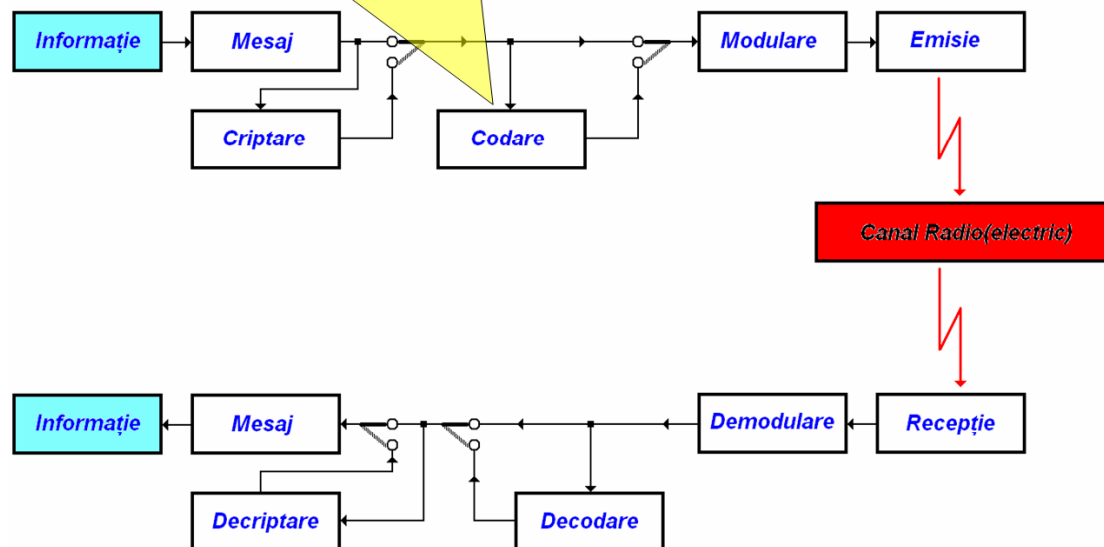 Informație
Mesaj
Modulare
Emisie
Criptare
Codare
Canal Radio(electric)
Informație
Mesaj
Demodulare
Recepție
Decriptare
Decodare